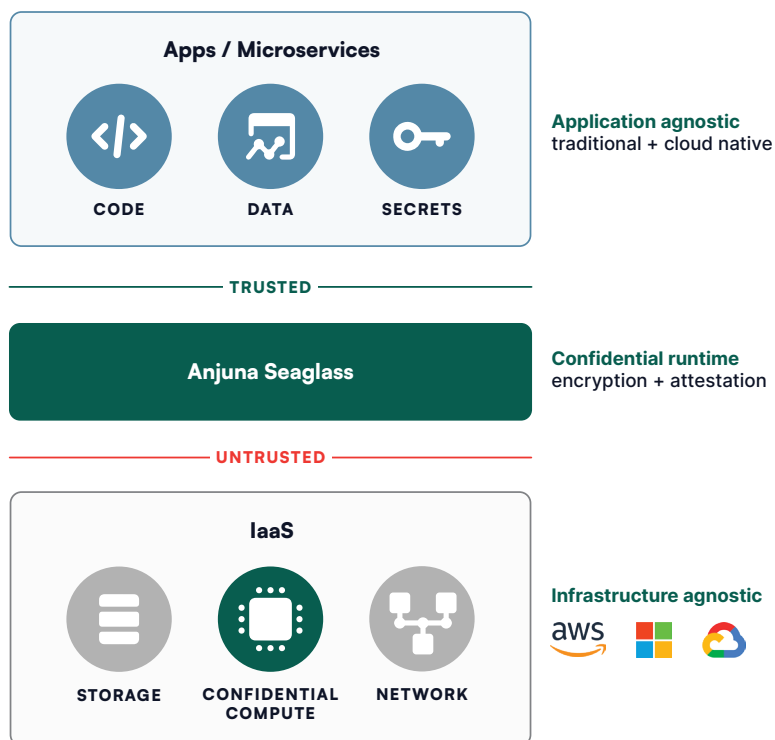 Apps / Microservices
CODE
DATA
SECRETS
Application agnostic
traditional + cloud native
TRUSTED
Anjuna Seaglass
Confidential runtime
encryption + attestation
UNTRUSTED
IaaS
STORAGE
CONFIDENTIAL
COMPUTE
NETWORK
Infrastructure agnostic
aws